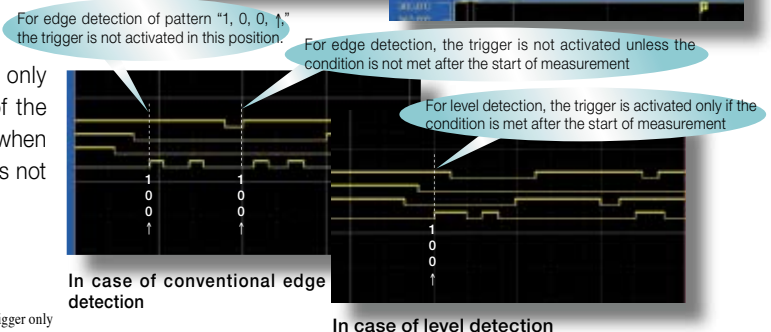 For edge detection of pattern “1, 0, 0, ↑,”
the trigger is not activated in this position.
For edge detection, the trigger is not activated unless the
condition is not met after the start of measurement
For level detection, the trigger is activated only if the
condition is met after the start of measurement
only
of the
when
s not
1
0
0
↑
1
0
0
↑
1
0
0
↑
In case of conventional edge
detection
In case of level detection
igger only